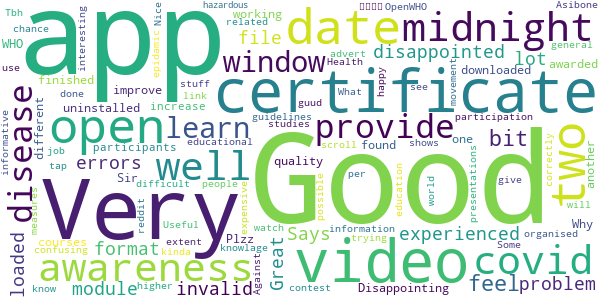 Tbh
chance
WHO
use
app
interesting
epidamic
Nice
hazardous
related
working
file
finished
uninstalled
date
midnight
OpenWHO
Asibone
advert
Health
window
disappointed
lot
general
awarded
link
stuff
done
improve
increase
downloaded
What
happy
see
movement
certificate
disease
informative
open
learn
different
guidelines
participation
guud
studies
provide
bit
two
job
tap
participants
educational
Sir
well
errors
difficult
people
Very
Good
quality
found
shows
one
scroll
per
education
world
presentations
give
correctly
another
will
measures
reddit
expensive
possible
Useful
extent
watch
information
trying
organised
Why
loaded
courses
confusing
format
Plzz
knowlage
Says
experienced
Some
awareness
Great
video
covid
know
higher
kinda
module
invalid
Against
contest
Disappointing
feel
problem